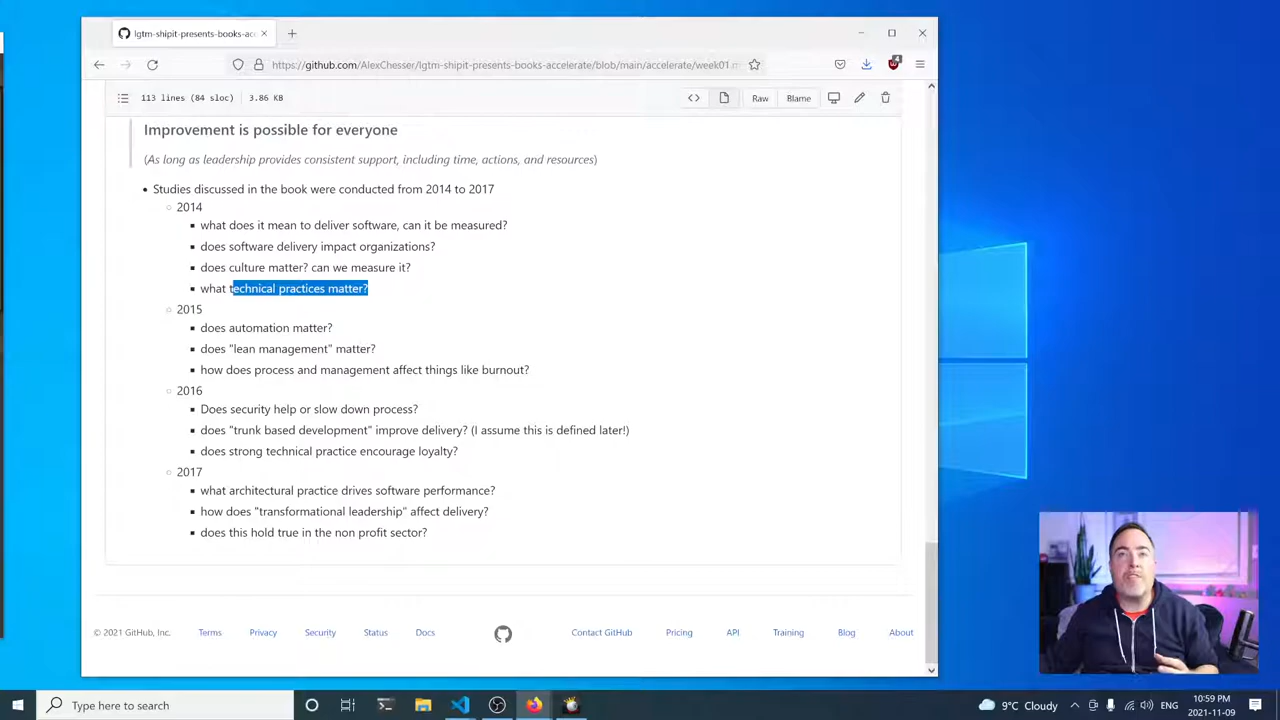 lgtm-shipit-presents-books-acc
https://github.com/AlexChesser/lgtm-shipit-presents-books-accelerate/blob/main/accelerate/week01.m
4
113 lines (84 sloc)
3.86 KB
Raw
Blame
Improvement is possible for everyone
(As long as leadership provides consistent support, including time, actions, and resources)
Studies discussed in the book were conducted from 2014 to 2017
2014
what does it mean to deliver software, can it be measured?
does software delivery impact organizations?
does culture matter? can we measure it?
what technical practices matter?
2015
does automation matter?
does "lean management" matter?
how does process and management affect things like burnout?
2016
Does security help or slow down process?
does "trunk based development" improve delivery? (I assume this is defined later!)
does strong technical practice encourage loyalty?
2017
what architectural practice drives software performance?
how does "transformational leadership" affect delivery?
does this hold true in the non profit sector?
© 2021 GitHub, Inc.
Terms
Privacy
Security
Status
Docs
Contact GitHub
Pricing
API
Training
Blog
About
Type here to search
9°C Cloudy
ENG
10:59 PM
2021-11-09